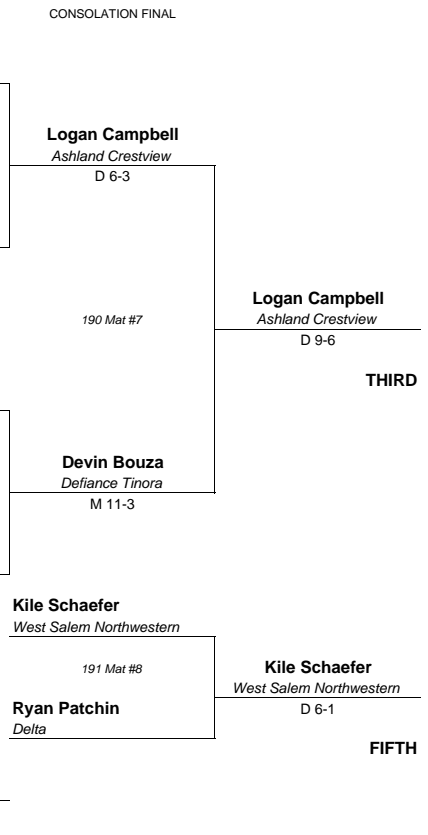 CONSOLATION FINAL
Logan Campbell
Ashland Crestview
D 6-3
190 Mat #7
Logan Campbell
Ashland Crestview
D 9-6
THIRD
Devin Bouza
Defiance Tinora
M 11-3
Kile Schaefer
West Salem Northwestern
191 Mat #8
Kile Schaefer
West Salem Northwestern
D 6-1
Ryan Patchin
Delta
FIFTH